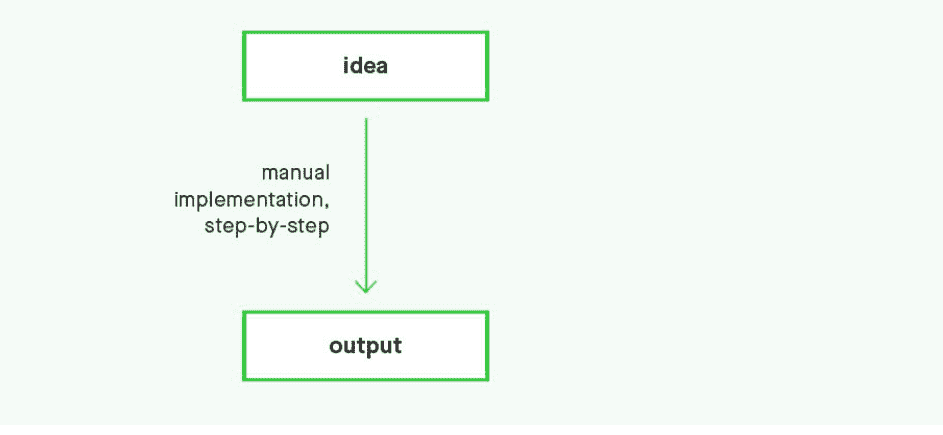 idea
manual
implementation,
step-by-step
output